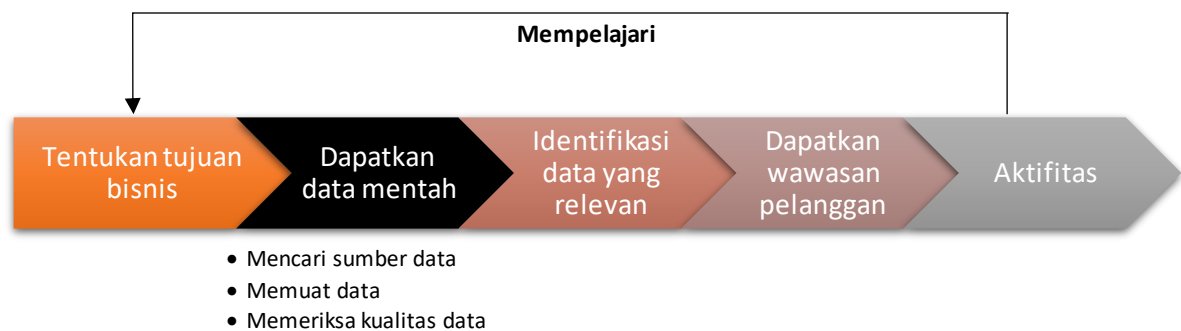 Mempelajari
Tentukan tujuan
bisnis
Dapatkan
data mentah
Identifikasi
data yang
relevan
Dapatkan
wawasan
pelanggan
Aktifitas
• Mencari sumber data
• Memuat data
• Memeriksa kualitas data